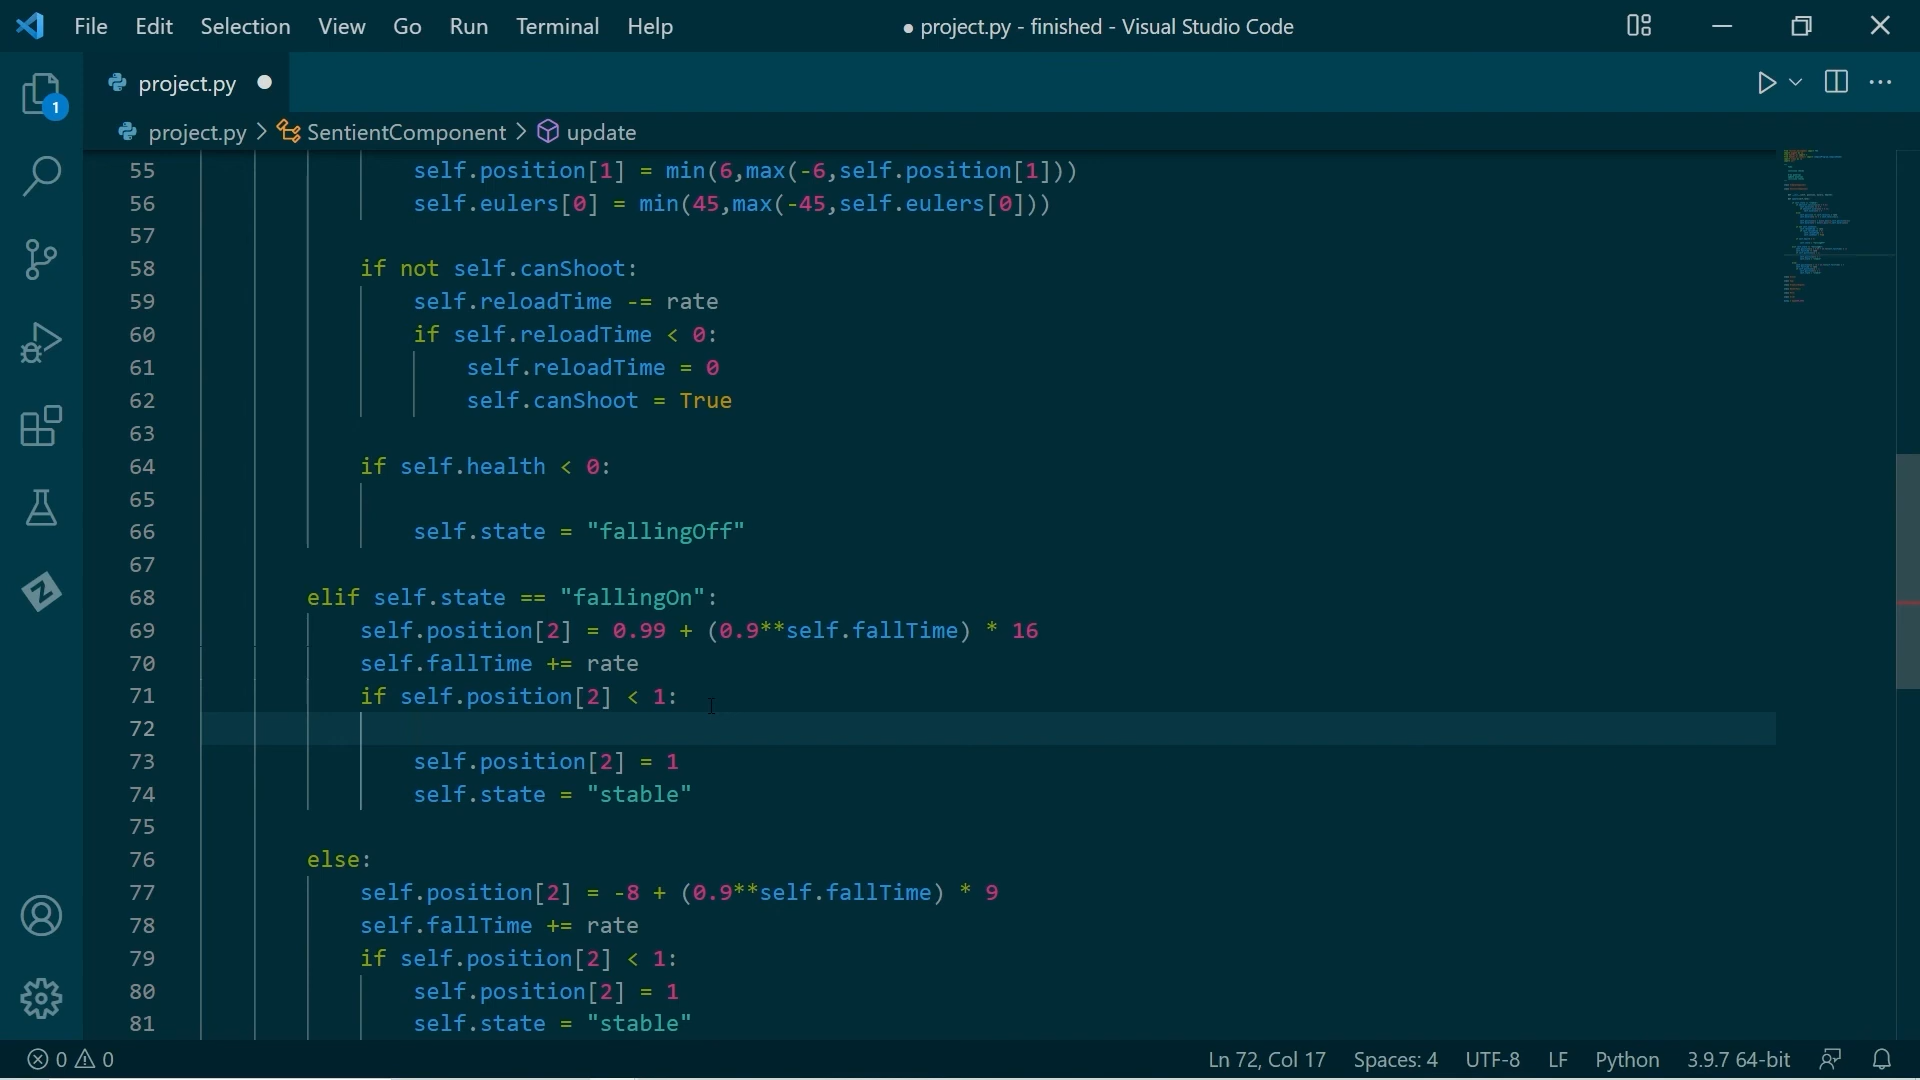 File Edit Selection View Go Run Terminal Help ● project.py - finished - Visual Studio Code
1
project.py
project.py > SentientComponent > update
55 self.position[1] = min(6,max(-6,self.position[1]))
56 self.eulers[0] = min(45,max(-45,self.eulers[0]))
57
58 if not self.canShoot:
59 self.reloadTime -= rate
60 if self.reloadTime < 0:
61 self.reloadTime = 0
62 self.canShoot = True
63
64 if self.health < 0:
65
66 self.state = "fallingOff"
67
68 elif self.state == "fallingOn":
69 self.position[2] = 0.99 + (0.9**self.fallTime) * 16
70 self.fallTime += rate
71 if self.position[2] < 1:
72
73 self.position[2] = 1
74 self.state = "stable"
75
76 else:
77 self.position[2] = -8 + (0.9**self.fallTime) * 9
78 self.fallTime += rate
79 if self.position[2] < 1:
80 self.position[2] = 1
81 self.state = "stable"
0 0 Ln 72, Col 17 Spaces: 4 UTF-8 LF Python 3.9.7 64-bit